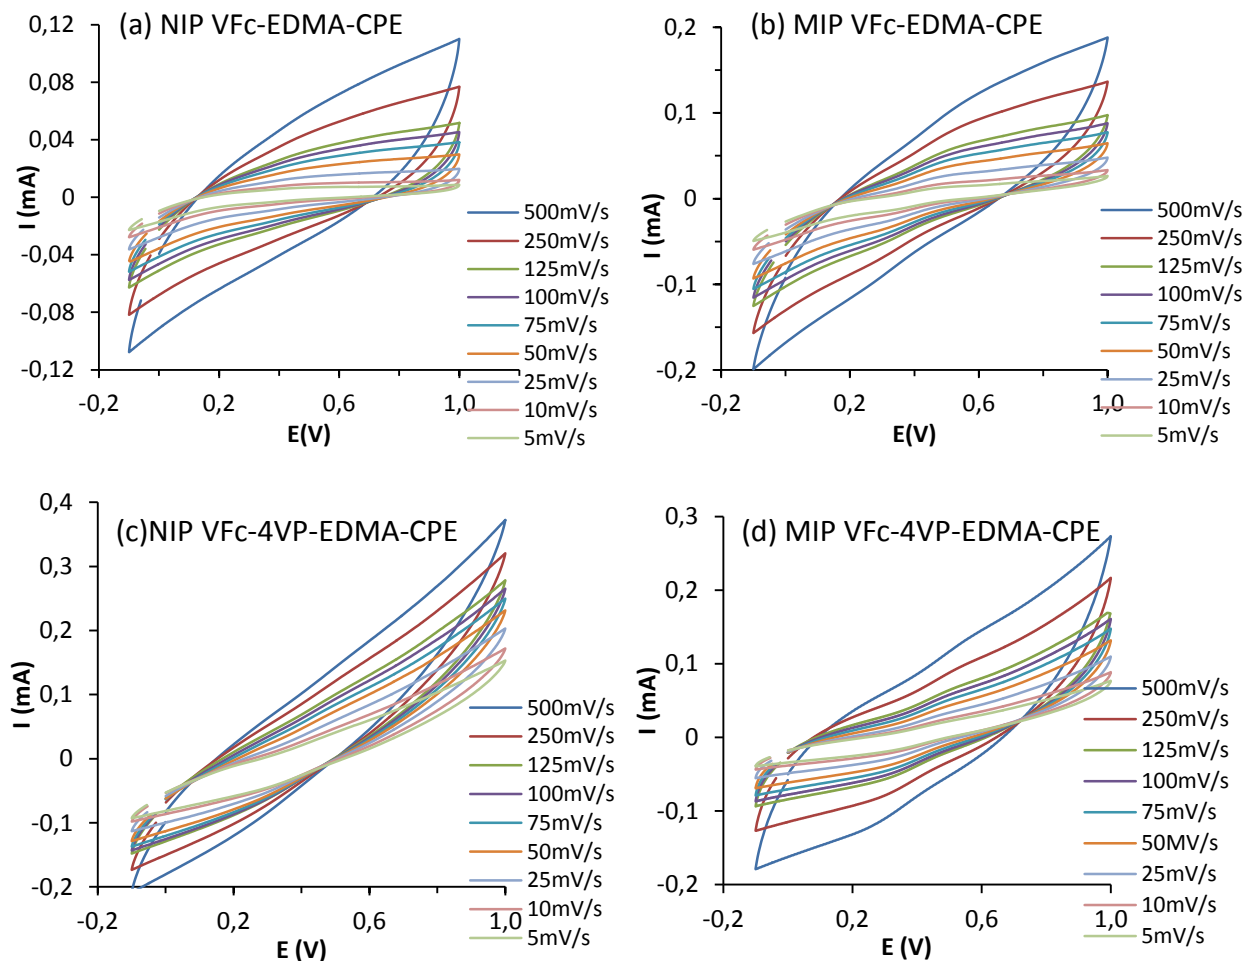 (a) NIP VFc-EDMA-CPE
0,12
0,08
0,04
0
-0,04
-0,08
-0,12
I (mA)
-0,2
0,2
0,6
1,0
E(V)
500mV/s
250mV/s
125mV/s
100mV/s
75mV/s
50mV/s
25mV/s
10mV/s
5mV/s
(b) MIP VFc-EDMA-CPE
0,2
0,1
0
-0,1
-0,2
I (mA)
-0,2
0,2
0,6
1,0
E(V)
500mV/s
250mV/s
125mV/s
100mV/s
75mV/s
50mV/s
25mV/s
10mV/s
5mV/s
(c)NIP VFc-4VP-EDMA-CPE
0,4
0,3
0,2
0,1
0
-0,1
-0,2
I (mA)
-0,2
0,2
0,6
1,0
E (V)
500mV/s
250mV/s
125mV/s
100mV/s
75mV/s
50mV/s
25mV/s
10mV/s
5mV/s
(d) MIP VFc-4VP-EDMA-CPE
0,3
0,2
0,1
0
-0,1
-0,2
I (mA)
-0,2
0,2
0,6
1,0
E (V)
500mV/s
250mV/s
125mV/s
100mV/s
75mV/s
50MV/s
25mV/s
10mV/s
5mV/s